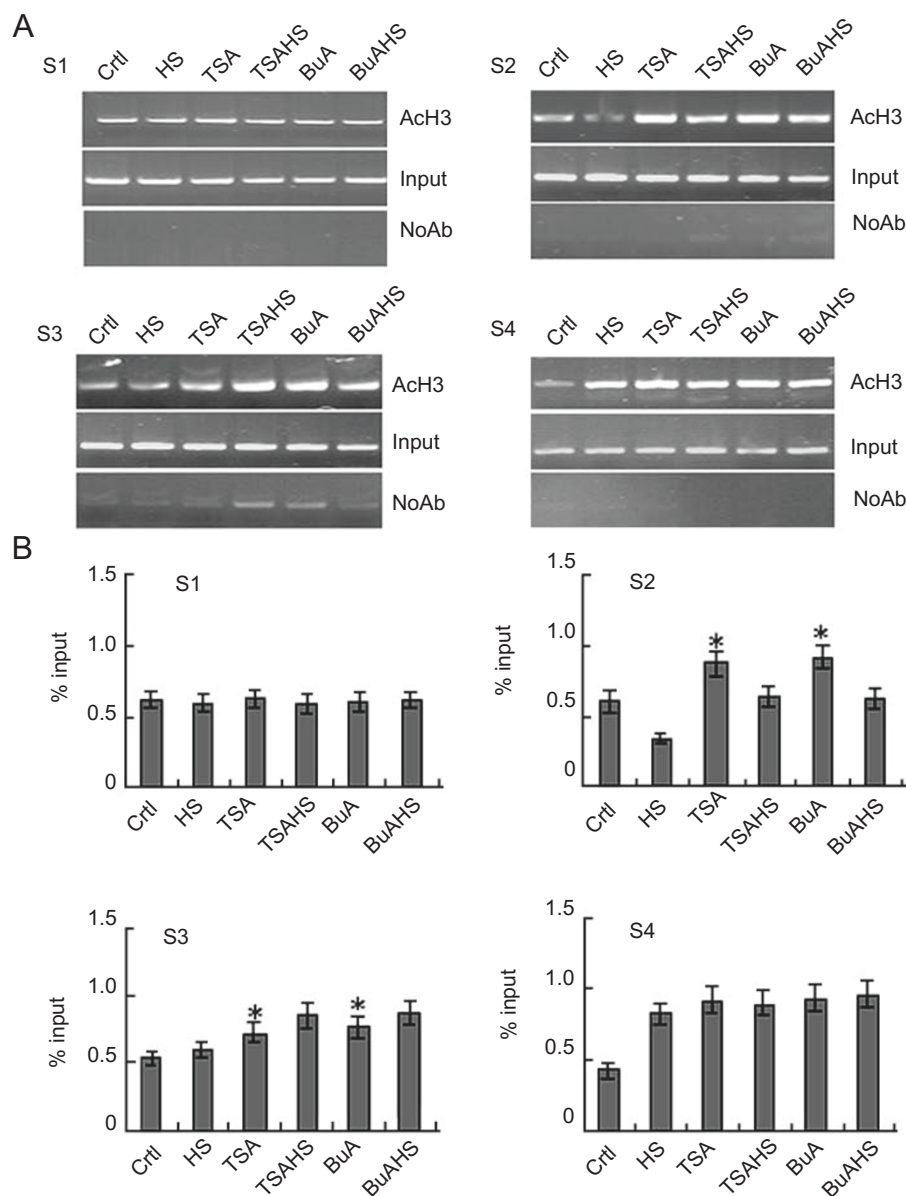 A
S1
Crtl HS TSA TSAHS BuA BuAHS
AcH3
Input
NoAb
S2
Crtl HS TSA TSAHS BuA BuAHS
AcH3
Input
NoAb
S3
Crtl HS TSA TSAHS BuA BuAHS
AcH3
Input
NoAb
S4
Crtl HS TSA TSAHS BuA BuAHS
AcH3
Input
NoAb
B
S1
% input
1.5
1.0
0.5
0
Crtl HS TSA TSAHS BuA BuAHS
S2
% input
1.5
1.0
0.5
0
* *
Crtl HS TSA TSAHS BuA BuAHS
S3
% input
1.5
1.0
0.5
0
* *
Crtl HS TSA TSAHS BuA BuAHS
S4
% input
1.5
1.0
0.5
0
Crtl HS TSA TSAHS BuA BuAHS